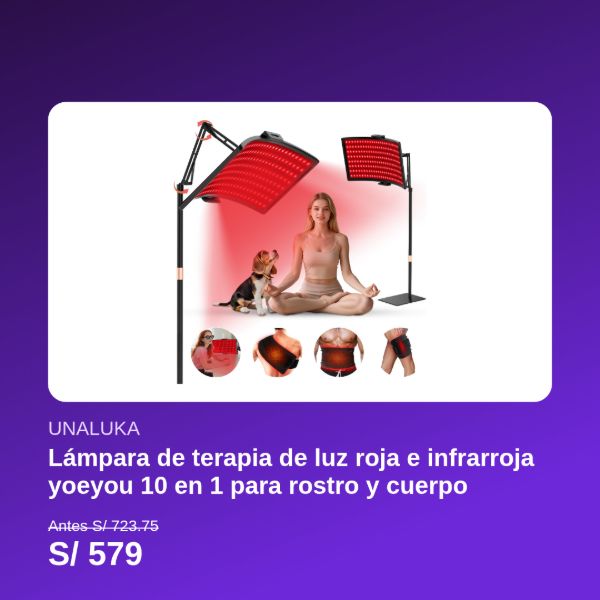 UNALUKA
Lámpara de terapia de luz roja e infrarroja
yoeyou 10 en 1 para rostro y cuerpo
Antes S/ 723.75
S/ 579